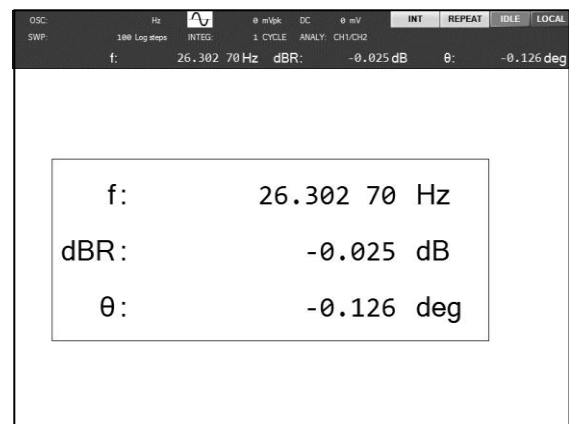 OSC: Hz 0 mVpk DC 0 mV INT REPEAT IDLE LOCAL
SWP: 100 Log steps INTEG: 1 CYCLE ANALY: CH1/CH2
f: 26.302 70 Hz dBR: -0.025 dB θ: -0.126 deg
f: 26.302 70 Hz
dBR: -0.025 dB
θ: -0.126 deg